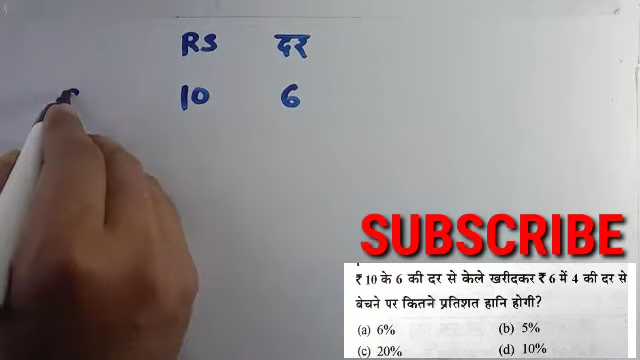 RS दर
10 6
SUBSCRIBE
₹ 10 के 6 की दर से केले खरीदकर ₹ 6 में 4 की दर से
बेचने पर कितने प्रतिशत हानि होगी?
(a) 6% (b) 5%
(c) 20% (d) 10%